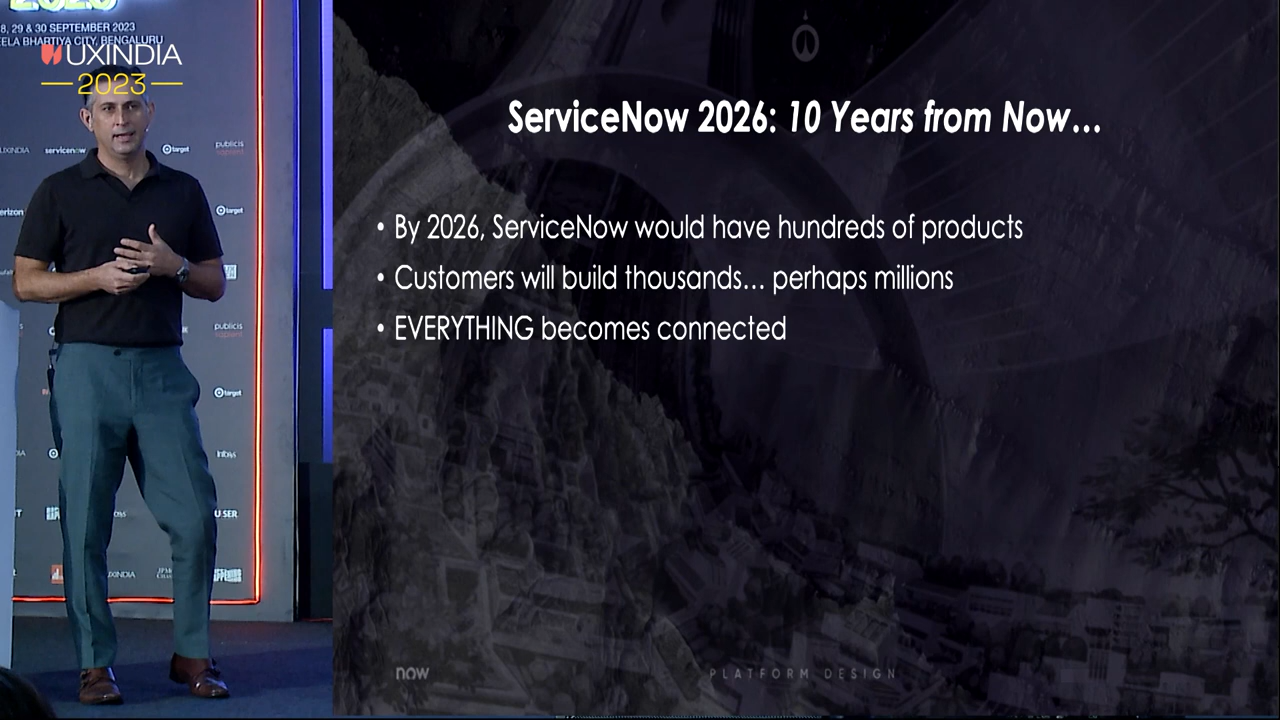 2023
8, 29 & 30 SEPTEMBER 2023
EELA BHARTIYA CITY, BENGALURU
UXINDIA
2023
UXINDIA
servicenow
target
publicis
sapient
erizon
target
publicis
sapient
target
Infosys
UXINDIA
ServiceNow 2026: 10 Years from Now...
• By 2026, ServiceNow would have hundreds of products
• Customers will build thousands... perhaps millions
• EVERYTHING becomes connected
now
PLATFORM DESIGN